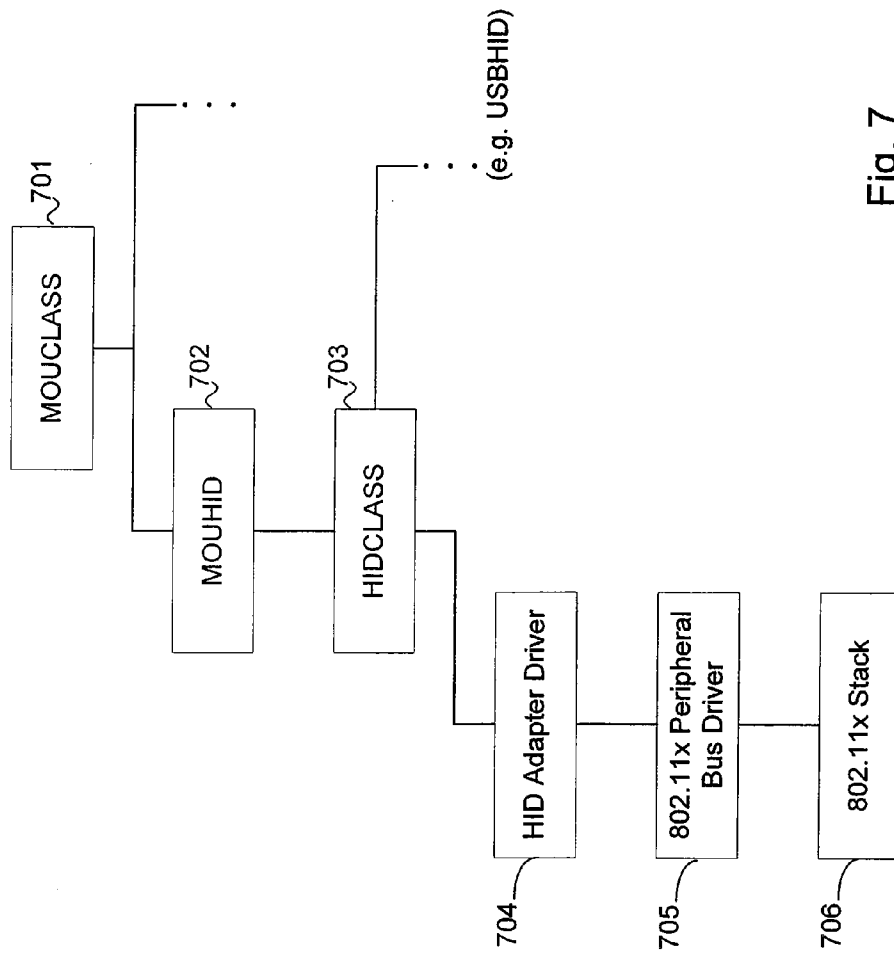 MOUCLASS
701
MOUHID
702
HIDCLASS
703
(e.g. USBHID)
704
HID Adapter Driver
705
802.11x Peripheral
Bus Driver
706
802.11x Stack
Fig. 7